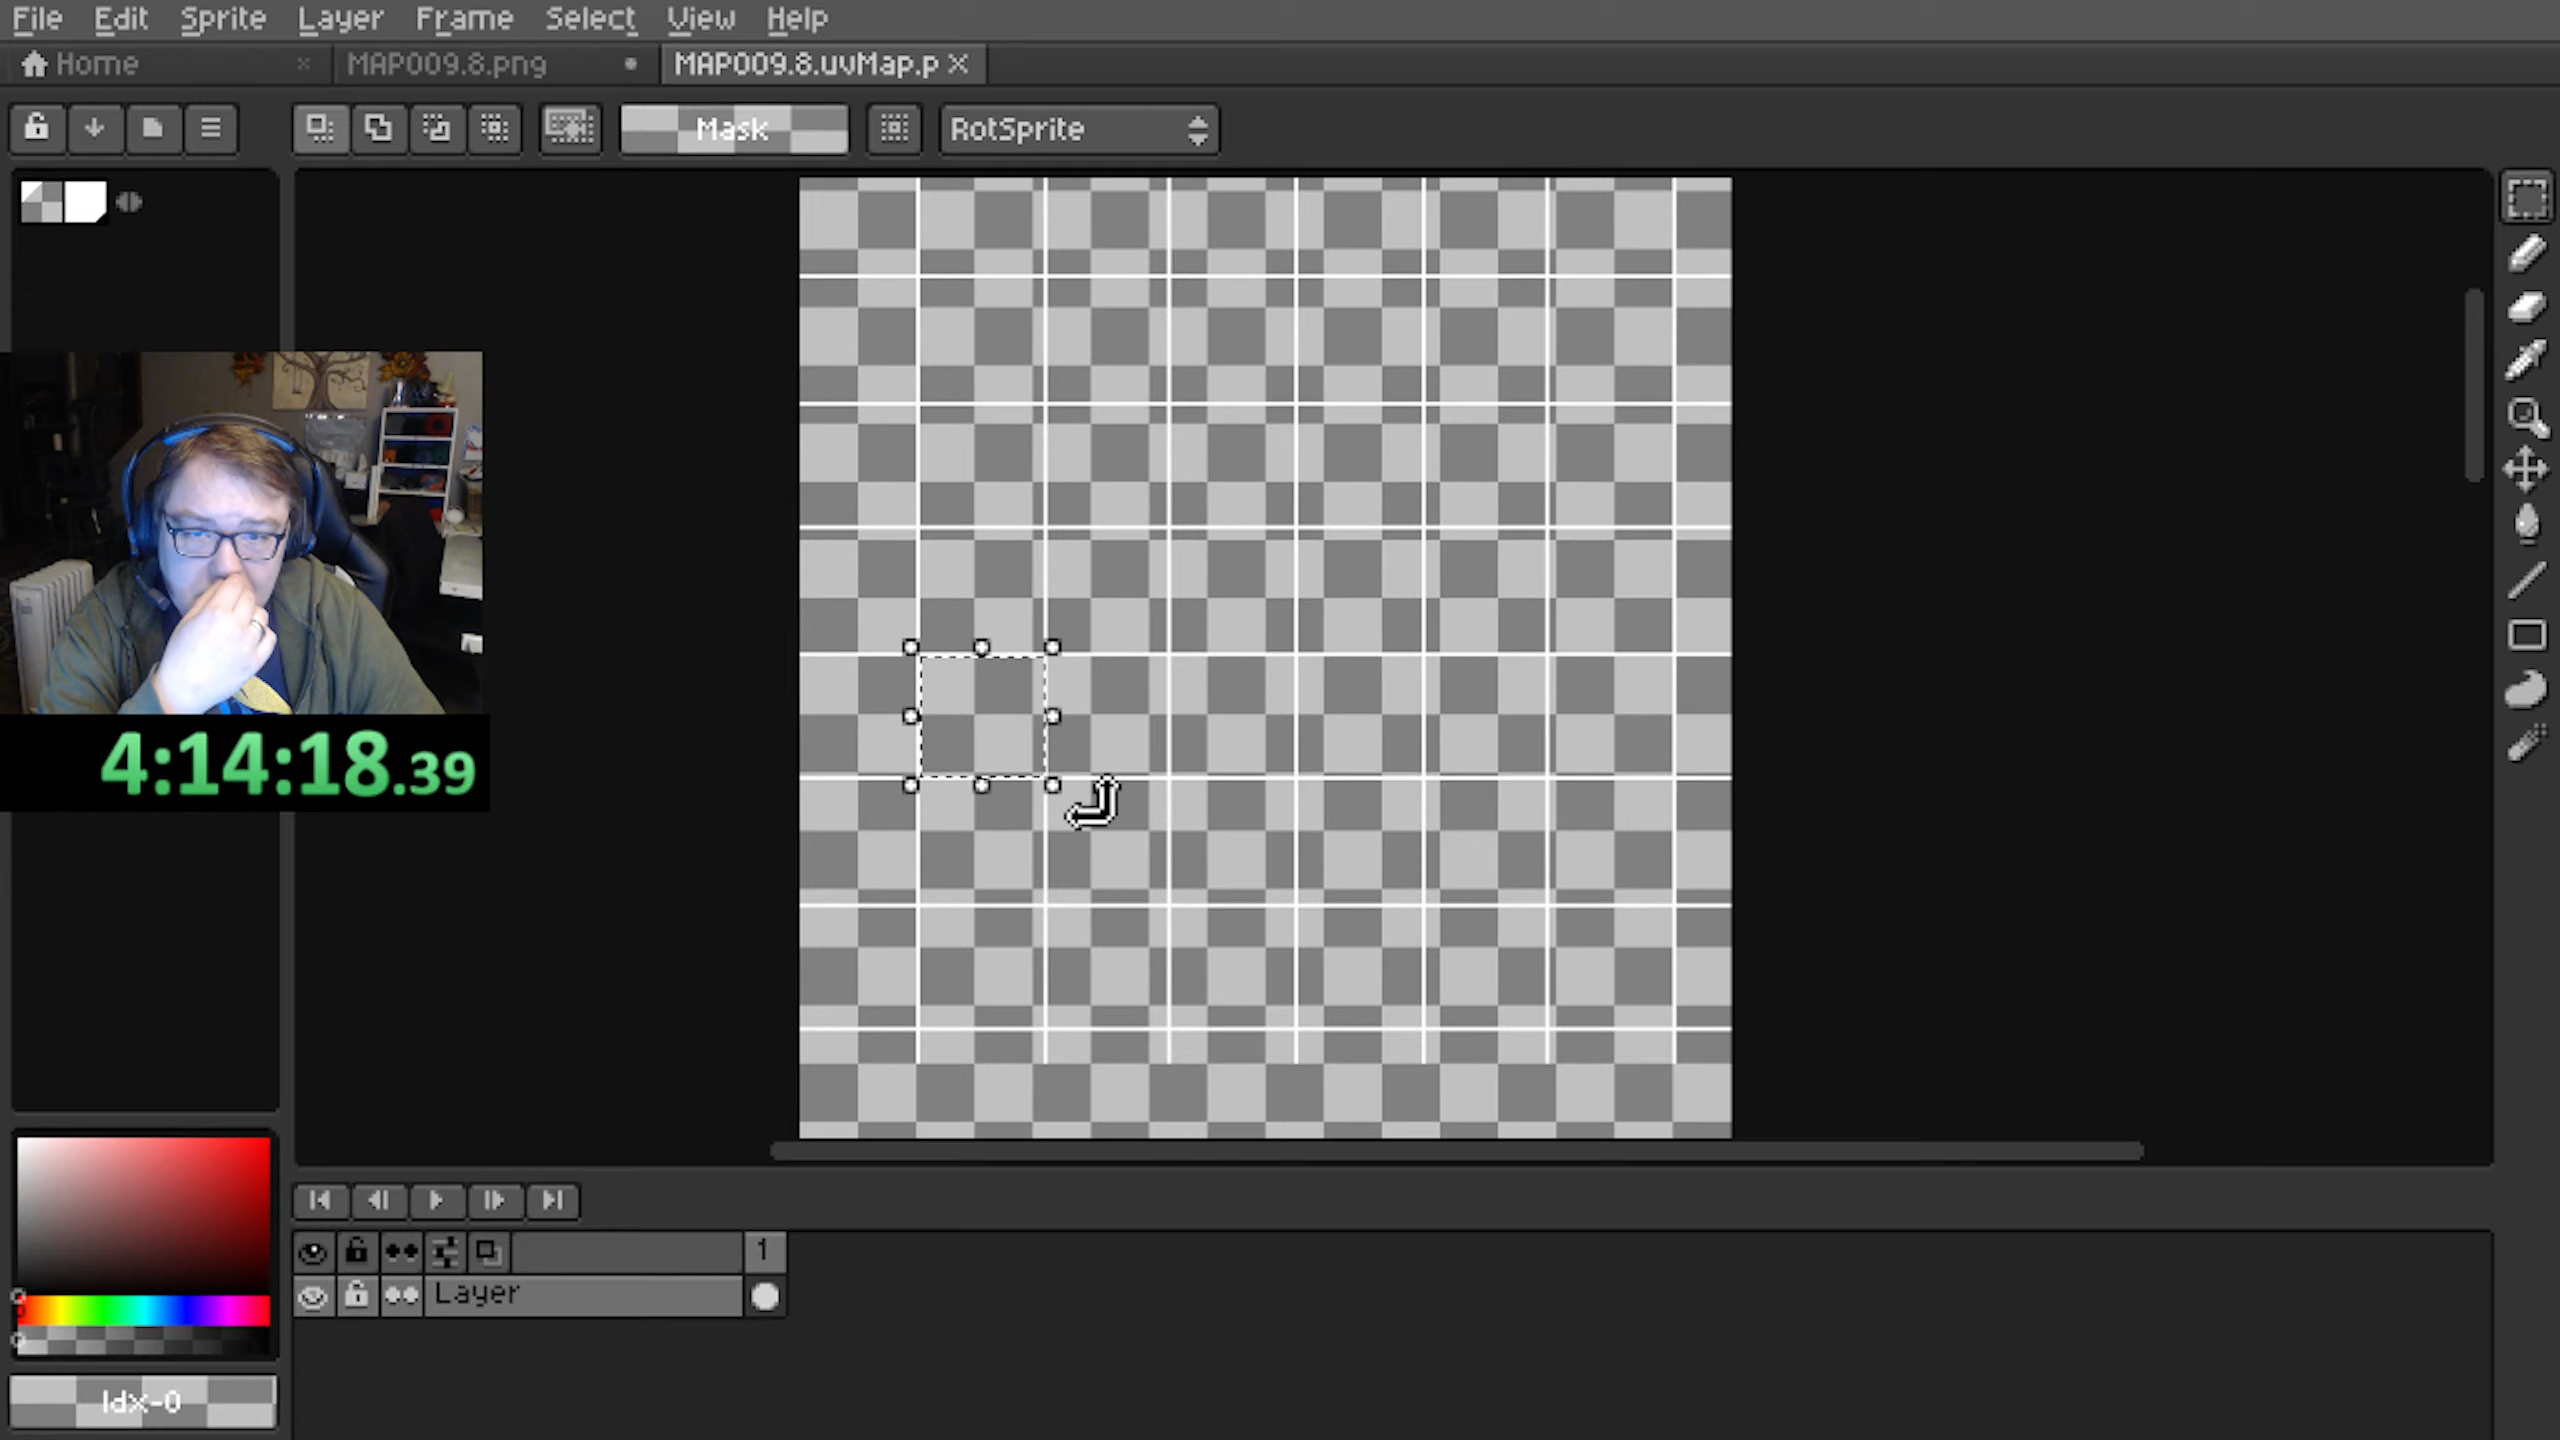 File Edit Sprite Layer Frame Select View Help
Home MAP009.8.png MAP009.8.uvMap.p
Mask RotSprite
4:14:18.39
1
Layer
Idx-0